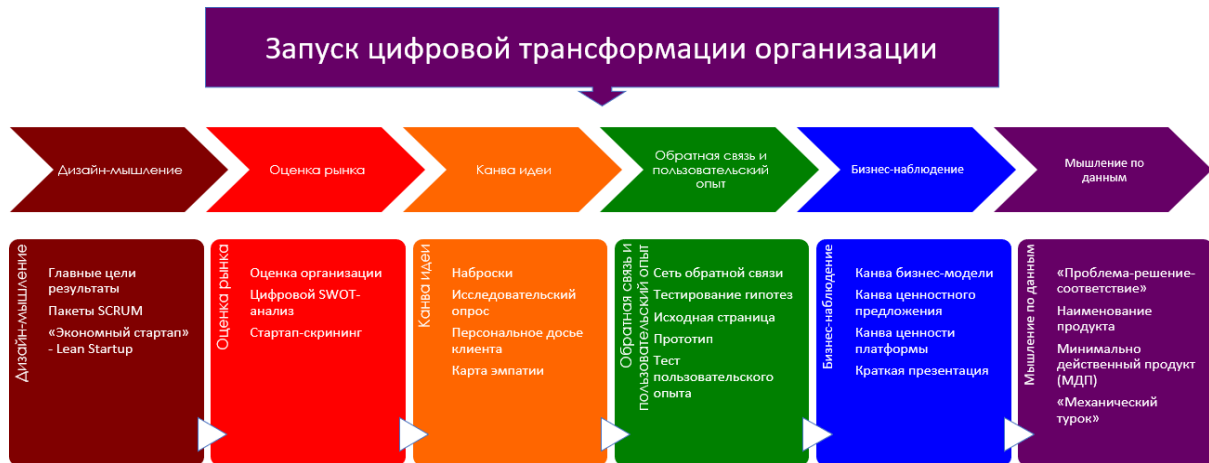 Запуск цифровой трансформации организации
Дизайн-мышление
Оценка рынка
Канва идеи
Обратная связь и
пользовательский
опыт
Бизнес-наблюдение
Мышление по
данным
Дизайн-мышление
Главные цели
результаты
Пакеты SCRUM
«Экономный стартап»
- Lean Startup
Оценка рынка
Оценка организации
Цифровой SWOT-
анализ
Стартап-скрининг
Канва идеи
Наброски
Исследовательский
опрос
Персональное досье
клиента
Карта эмпатии
Обратная связь и
пользовательский опыт
Сеть обратной связи
Тестирование гипотез
Исходная страница
Прототип
Тест
пользовательского
опыта
Бизнес-наблюдение
Канва бизнес-модели
Канва ценностного
предложения
Канва ценности
платформы
Краткая презентация
Мышление по данным
«Проблема-решение-
соответствие»
Наименование
продукта
Минимально
действенный продукт
(МДП)
«Механический
турок»